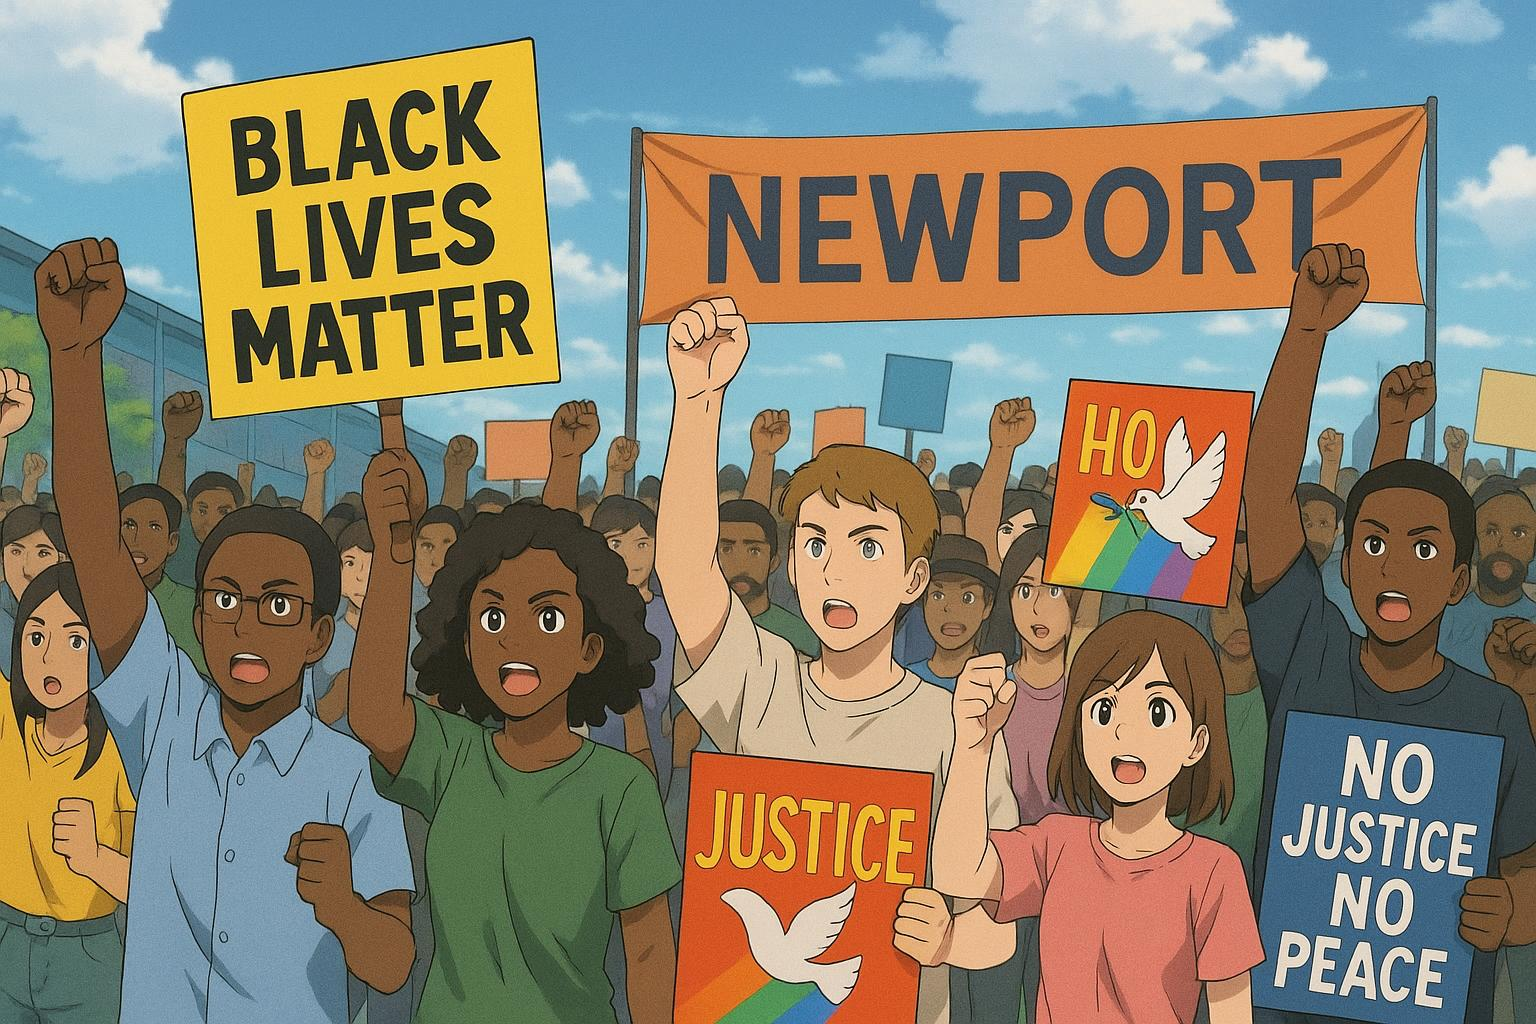 BLACK
LIVES
MATTER
NEWPORT
HO
JUSTICE
NO
JUSTICE
NO
PEACE